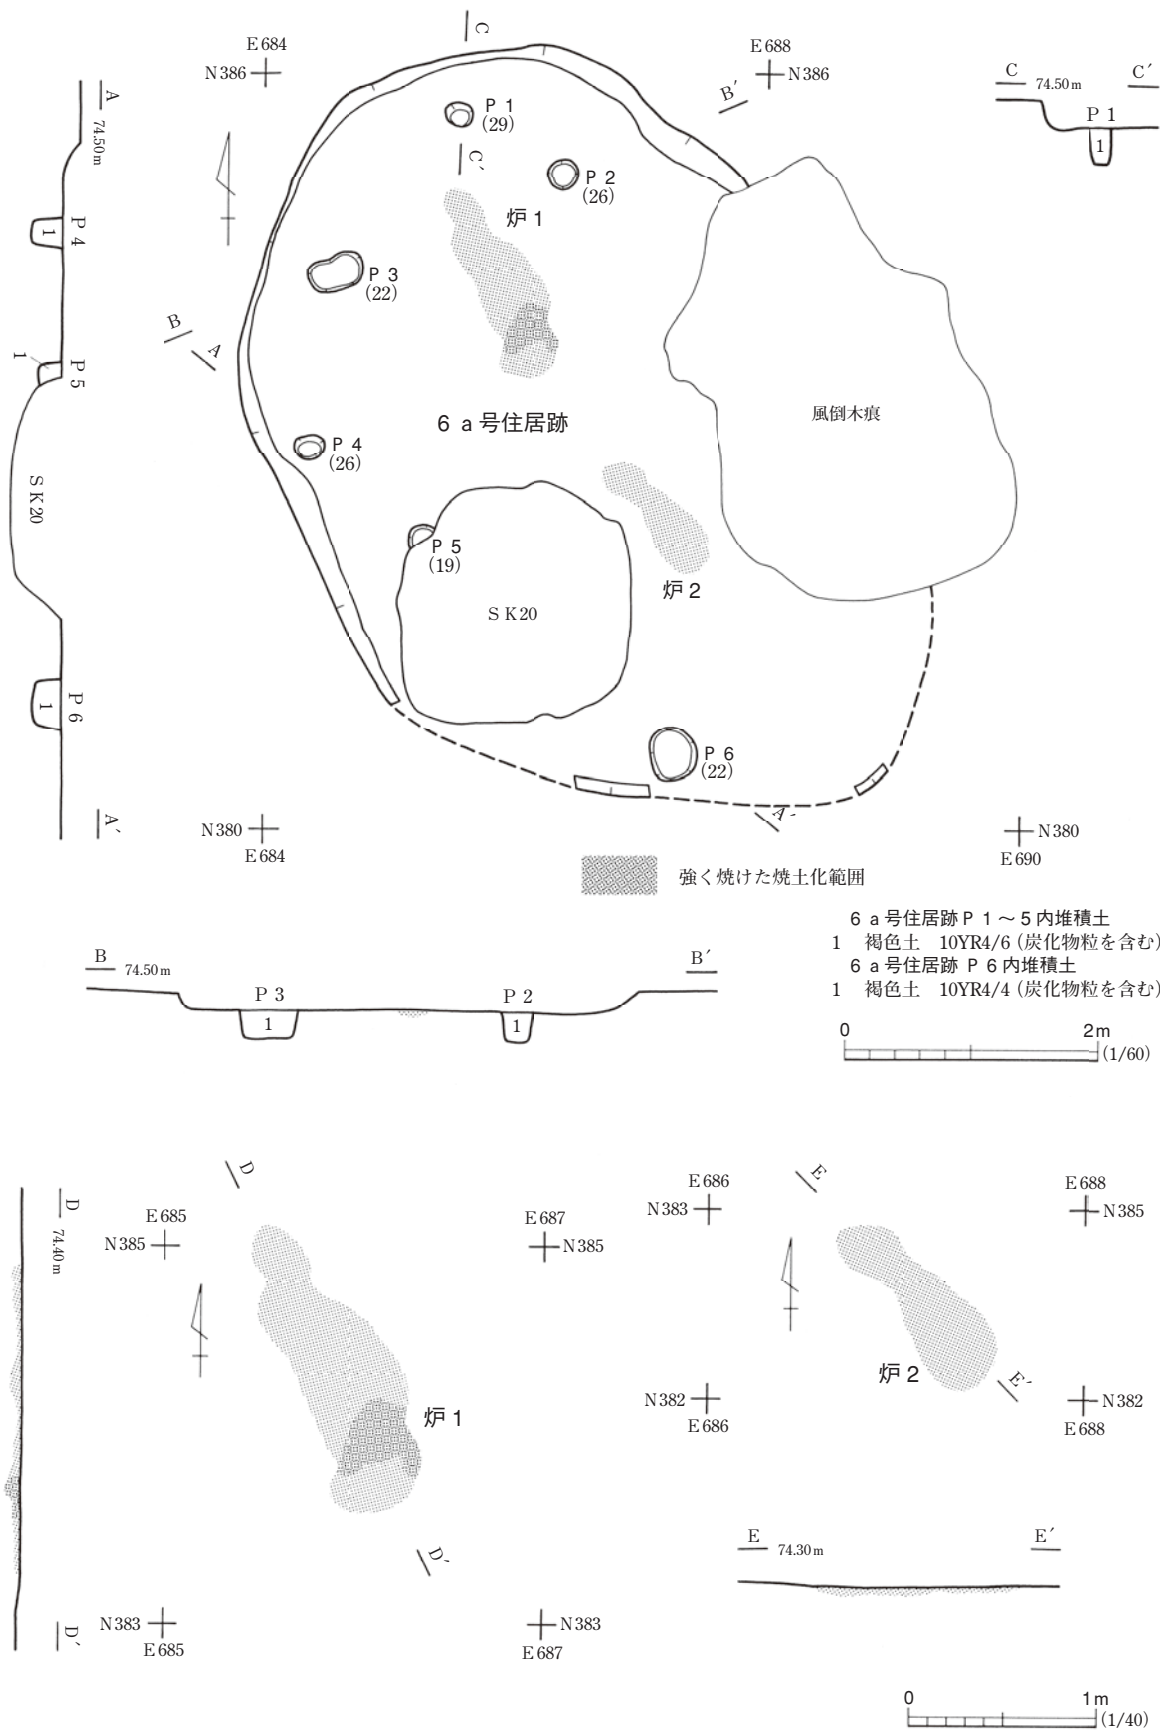 C
E684
N386
E688
N386
B´
C 74.50m C´
P 1
1
A
74.50m
P 4
1
P 5
1
S K20
P 6
1
A´
P 1
(29)
C´
P 2
(26)
炉1
P 3
(22)
B
A
風倒木痕
6 a 号住居跡
P 4
(26)
P 5
(19)
炉2
S K20
P 6
(22)
A´
N380
E684
N380
E690
強く焼けた焼土化範囲
6 a 号住居跡 P 1～5 内堆積土
1 褐色土 10YR4/6 (炭化物粒を含む)
6 a 号住居跡 P 6 内堆積土
1 褐色土 10YR4/4 (炭化物粒を含む)
B 74.50m B´
P 3
1
P 2
1
0 2m
(1/60)
D
74.40m
D´
D
E685
N385
E687
N385
炉1
D´
N383
E685
N383
E687
E
E686
N383
E688
N385
炉2
E´
N382
E686
N382
E688
E 74.30m E´
0 1m
(1/40)